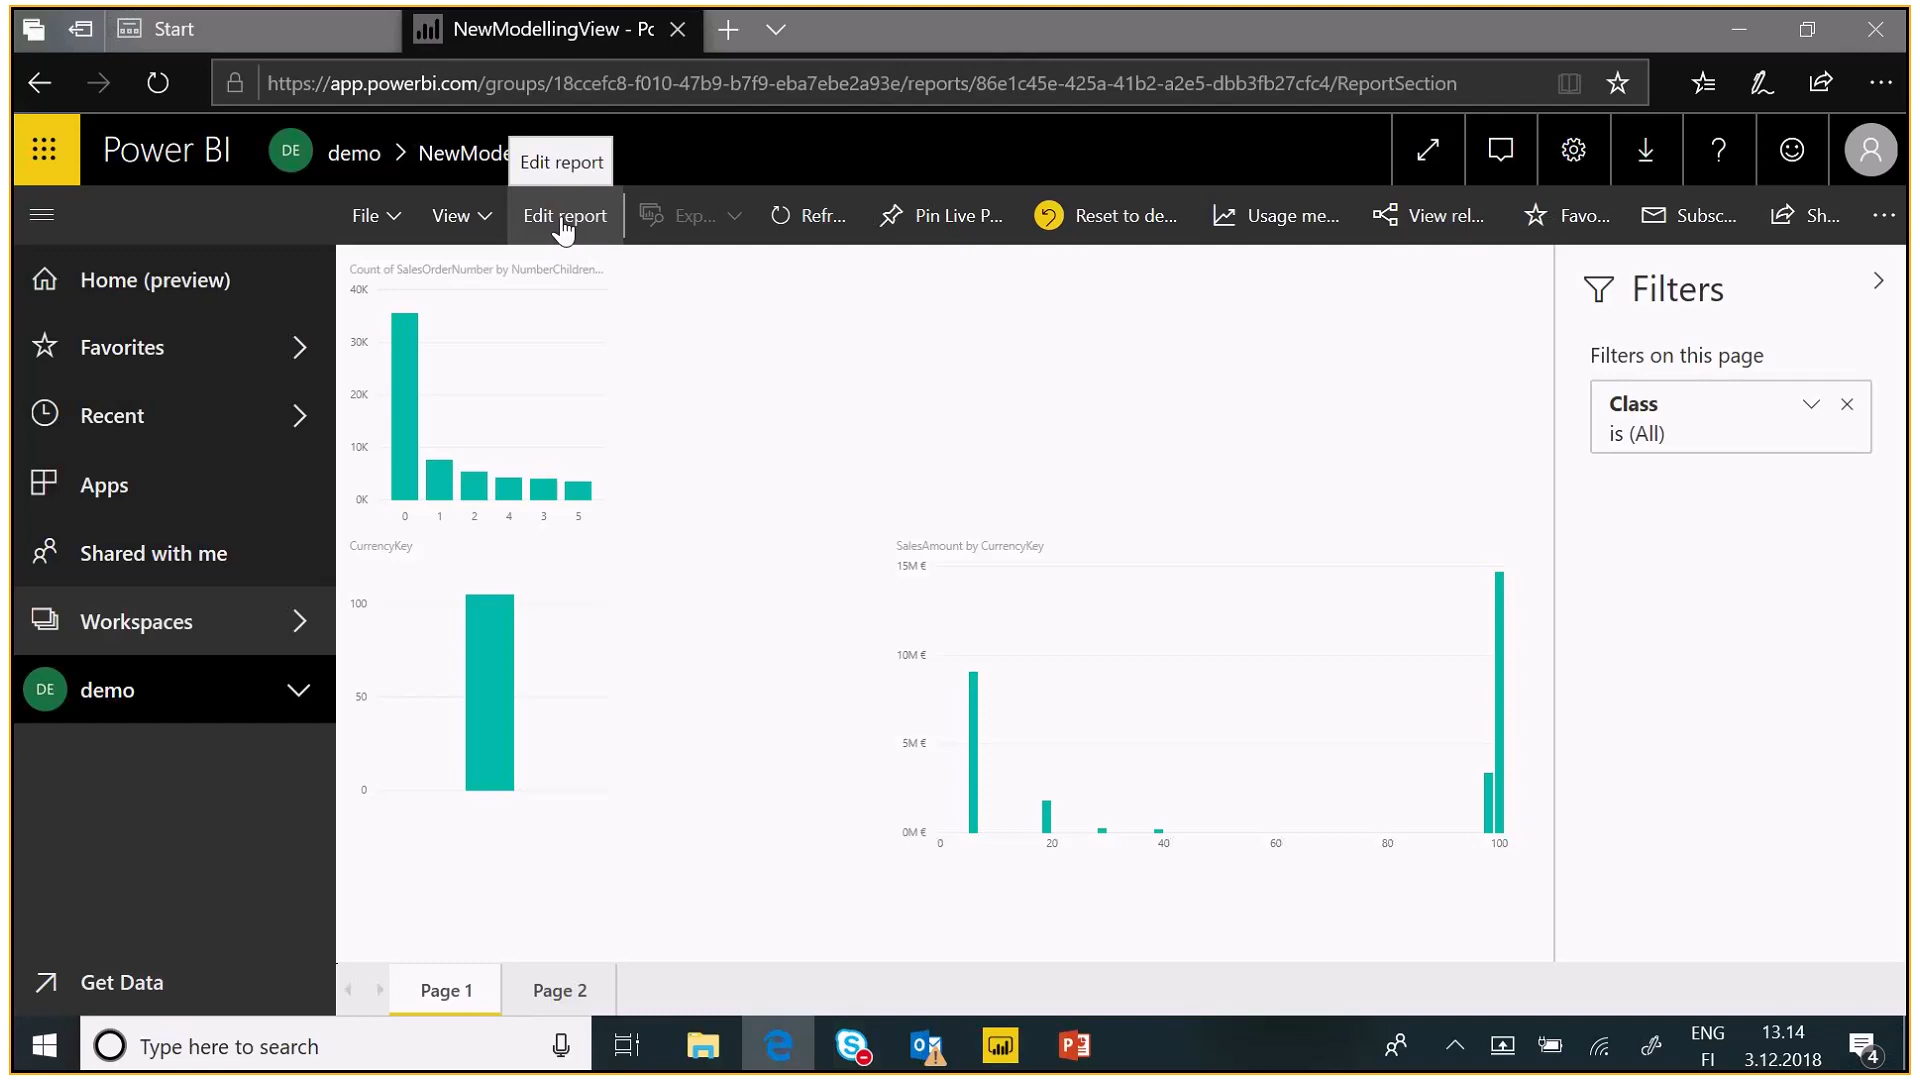 Start
NewModellingView - Po
https://app.powerbi.com/groups/18ccefc8-f010-47b9-b7f9-eba7ebe2a93e/reports/86e1c45e-425a-41b2-a2e5-dbb3fb27cfc4/ReportSection
Power BI
DE
demo
NewMode
Edit report
File
View
Edit report
Exp...
Refr...
Pin Live P...
Reset to de...
Usage me...
View rel...
Favo...
Subsc...
Sh...
Home (preview)
Favorites
Recent
Apps
Shared with me
Workspaces
DE
demo
Get Data
Count of SalesOrderNumber by NumberChildren...
40K
30K
20K
10K
0K
0 1 2 4 3 5
CurrencyKey
100
50
0
SalesAmount by CurrencyKey
15M €
10M €
5M €
0M €
0 20 40 60 80 100
Filters
Filters on this page
Class
is (All)
Page 1
Page 2
Type here to search
ENG
FI
13.14
3.12.2018
4